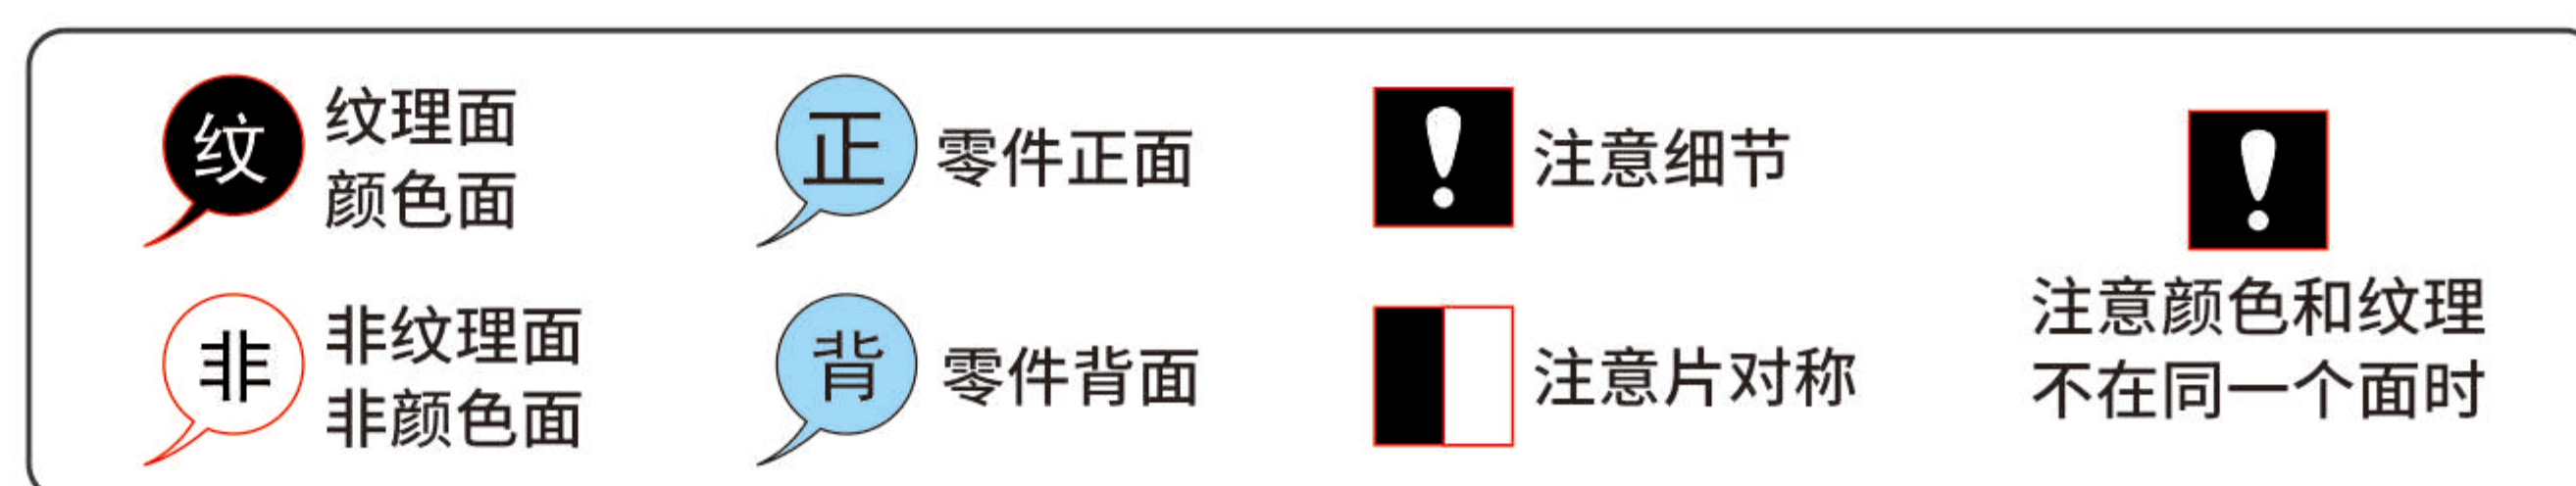 纹 纹理面
颜色面
正 零件正面
! 注意细节
!
非 非纹理面
非颜色面
背 零件背面
注意片对称
注意颜色和纹理
不在同一个面时